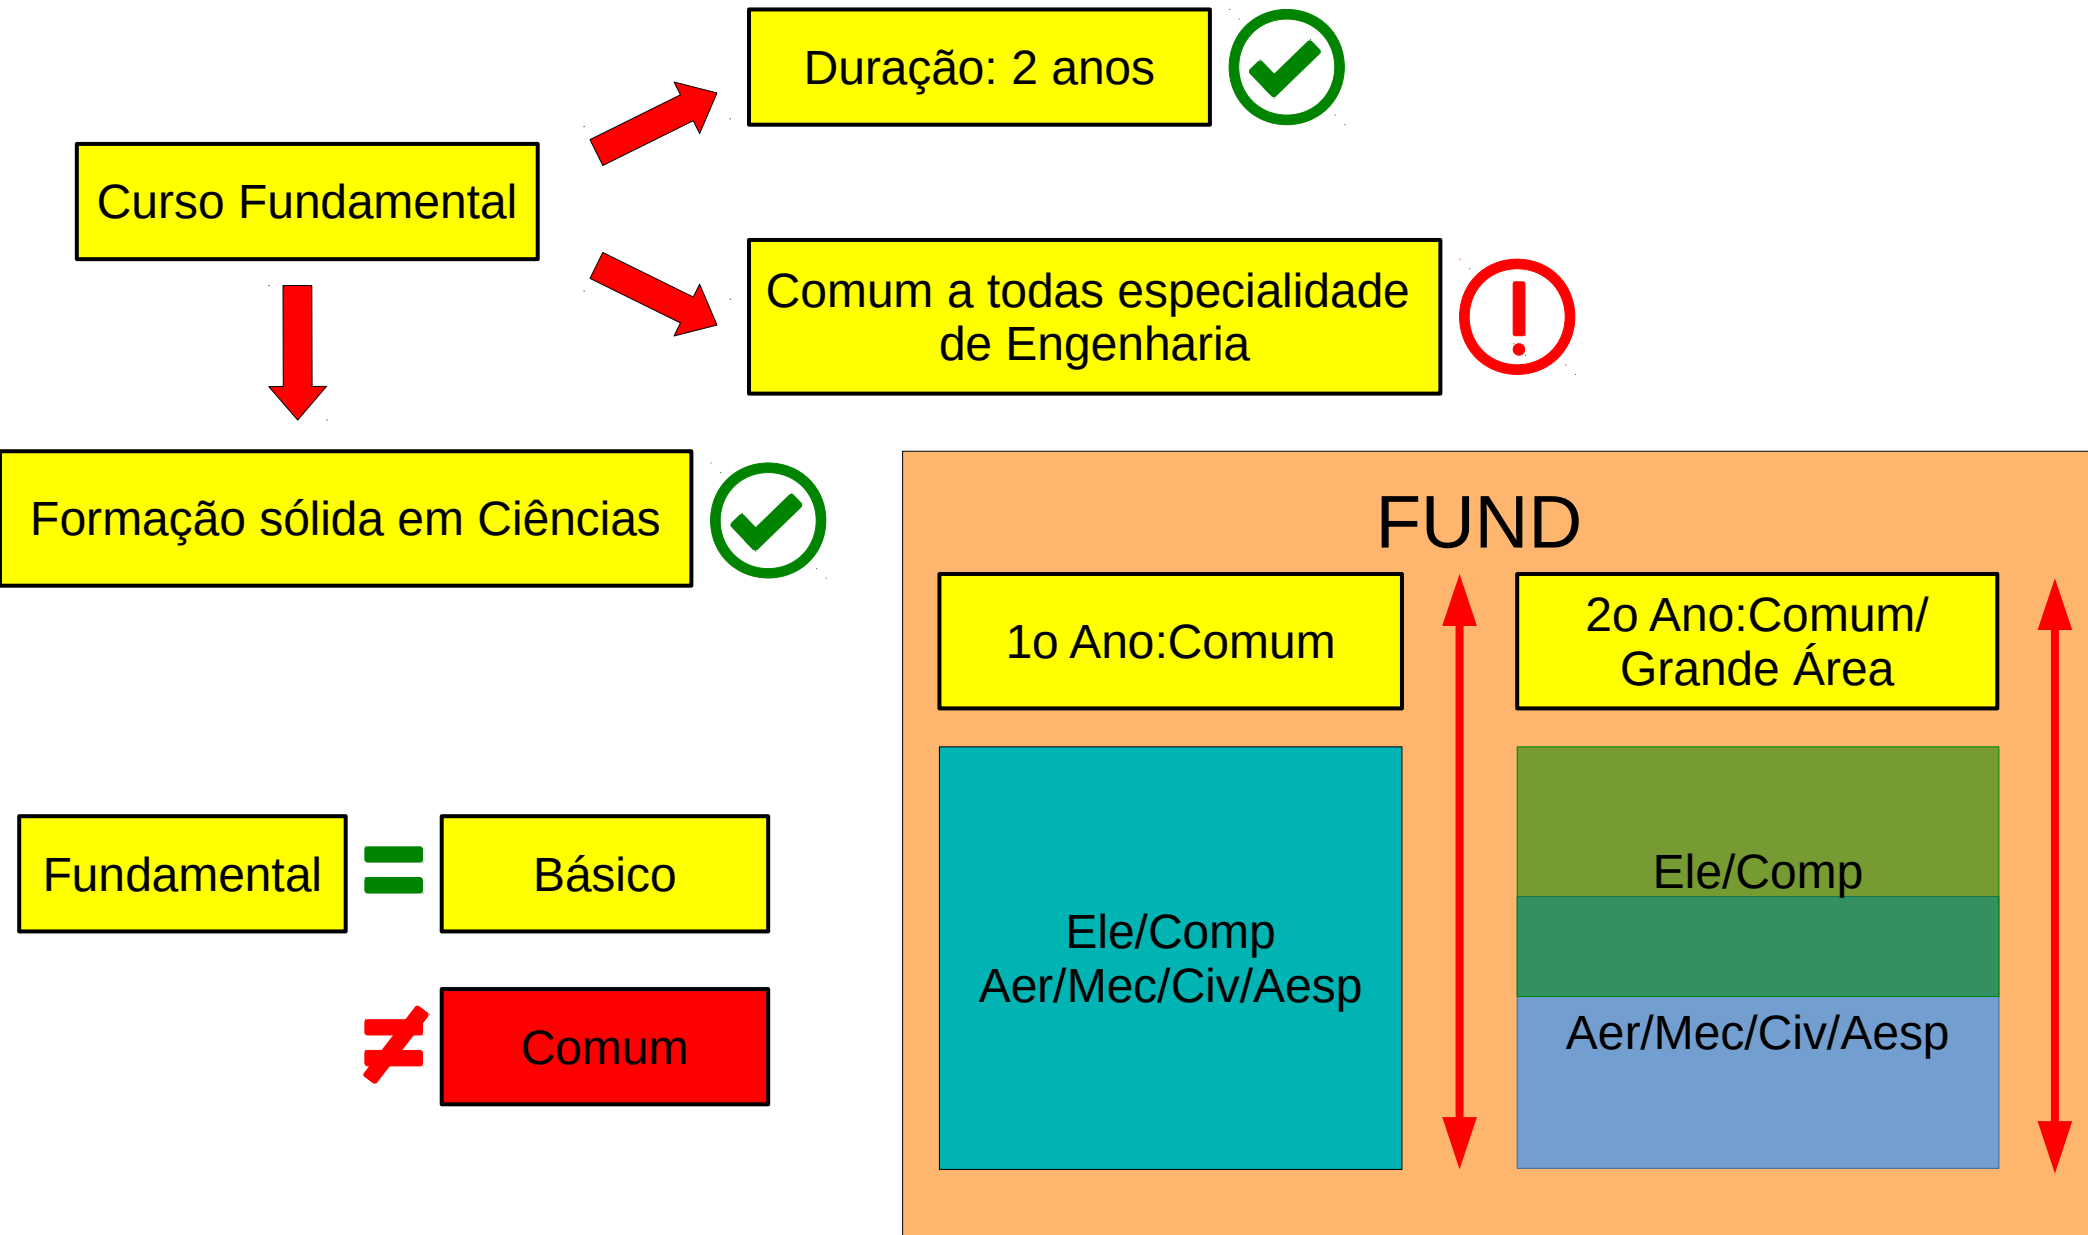 Duração: 2 anos
Curso Fundamental
Comum a todas especialidade
de Engenharia
Formação sólida em Ciências
FUND
1o Ano:Comum
2o Ano:Comum/
Grande Área
Fundamental
Básico
Comum
Ele/Comp
Aer/Mec/Civ/Aesp
Ele/Comp
Aer/Mec/Civ/Aesp